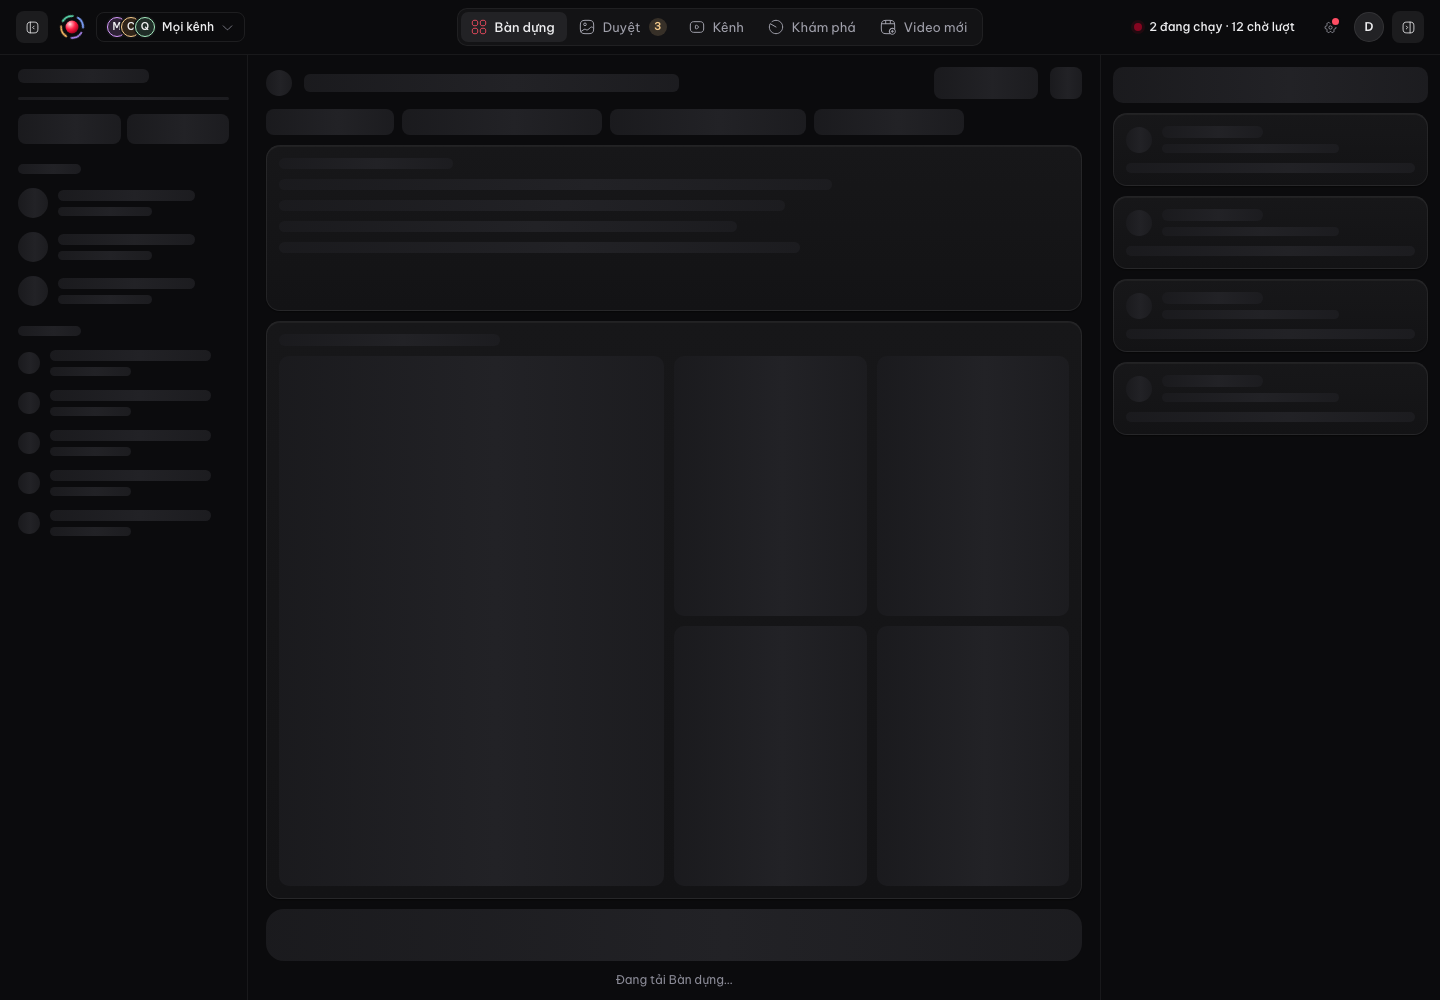 M C Q Mọi kênh
Bàn dựng
Duyệt 3
Kênh
Khám phá
Video mới
2 đang chạy · 12 chờ lượt
D
Đang tải Bàn dựng...